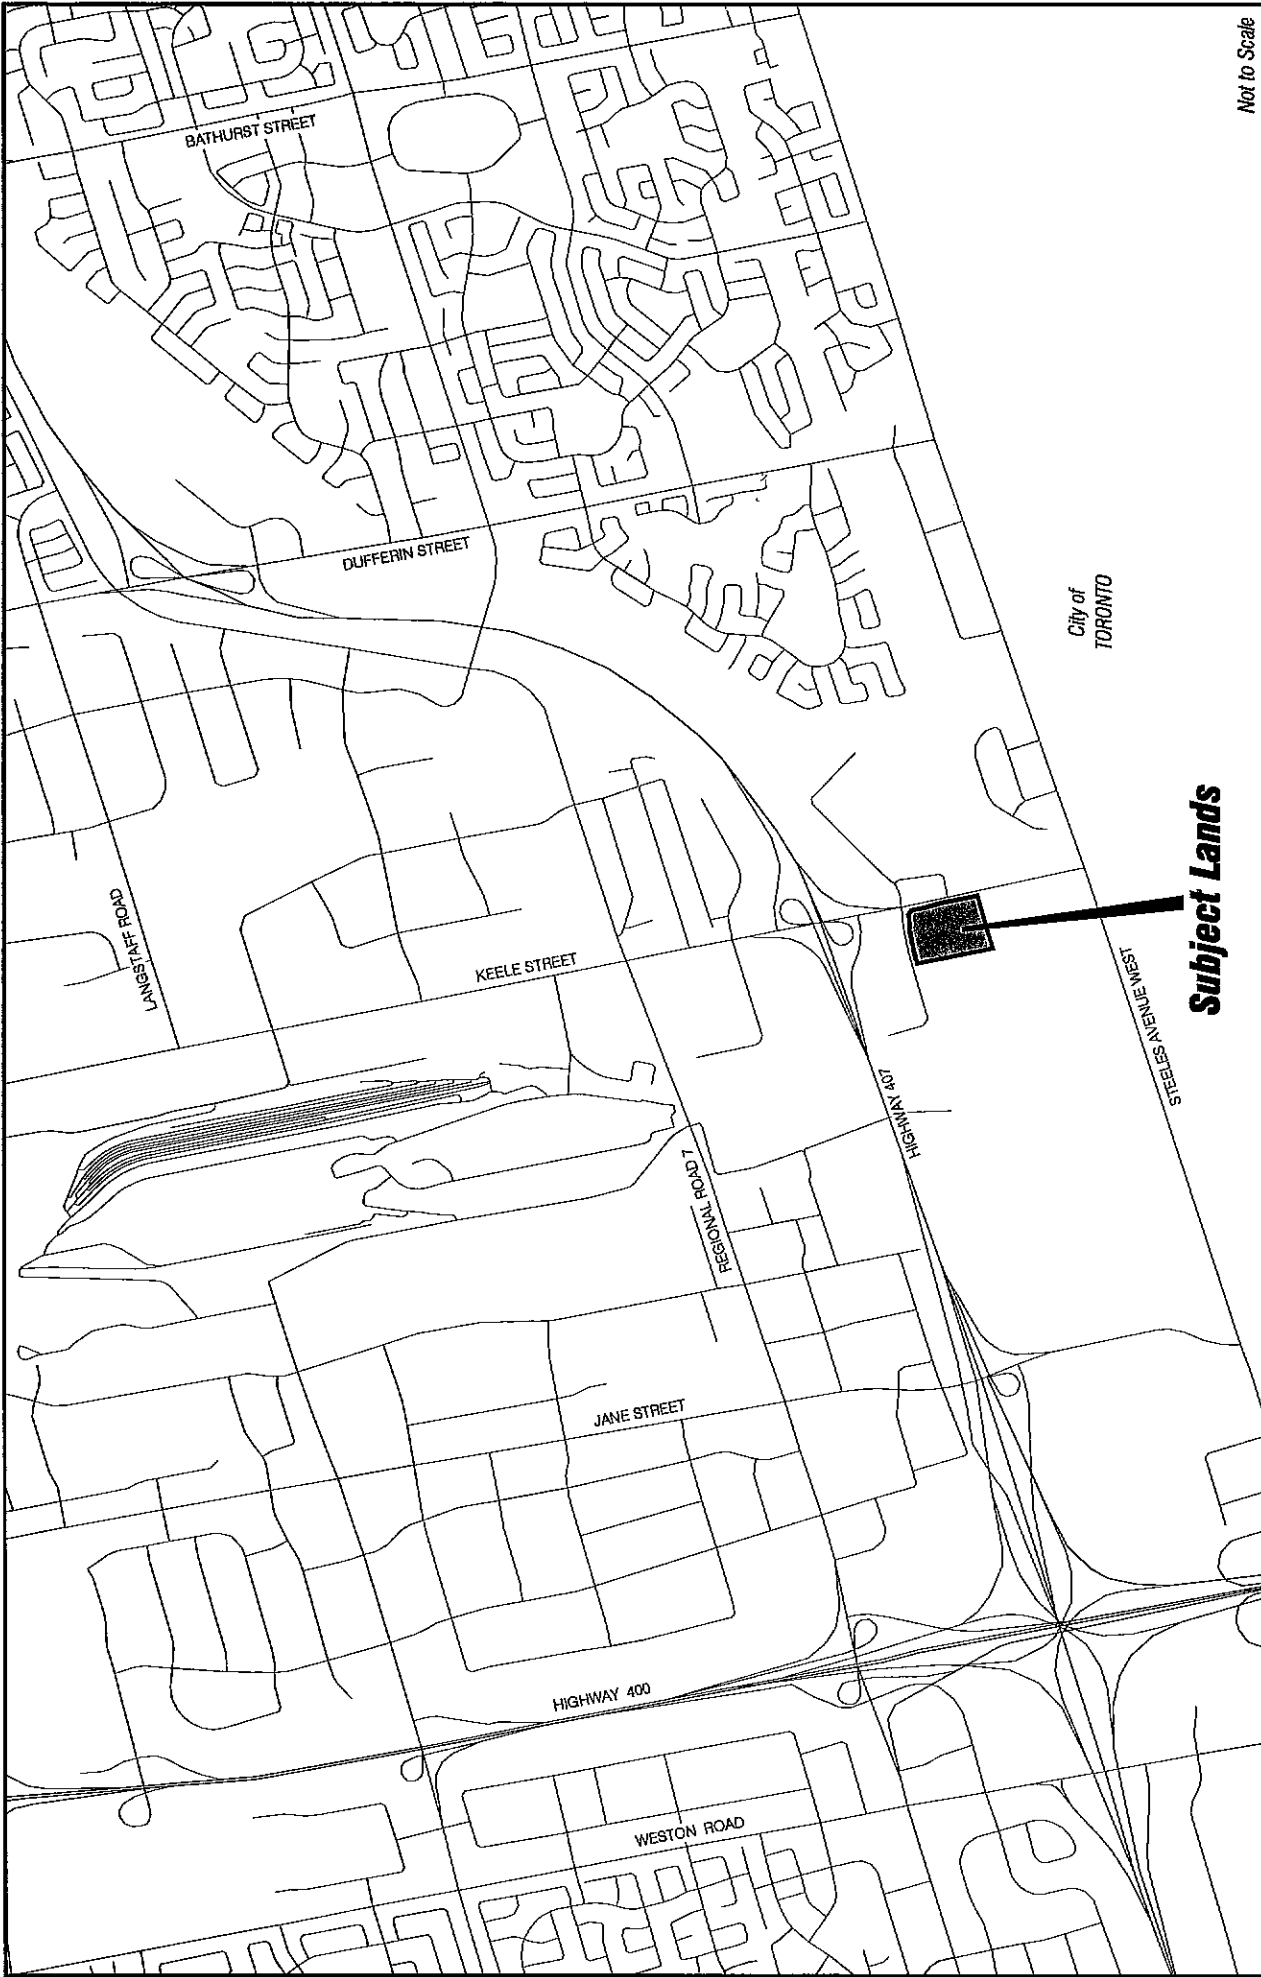 BATHURST STREET
DUFFERIN STREET
LANGSTAFF ROAD
KEELE STREET
REGIONAL ROAD 7
HIGHWAY 407
JANE STREET
HIGHWAY 400
WESTON ROAD
STEELES AVENUE WEST
City of
TORONTO
Subject Lands
Not to Scale